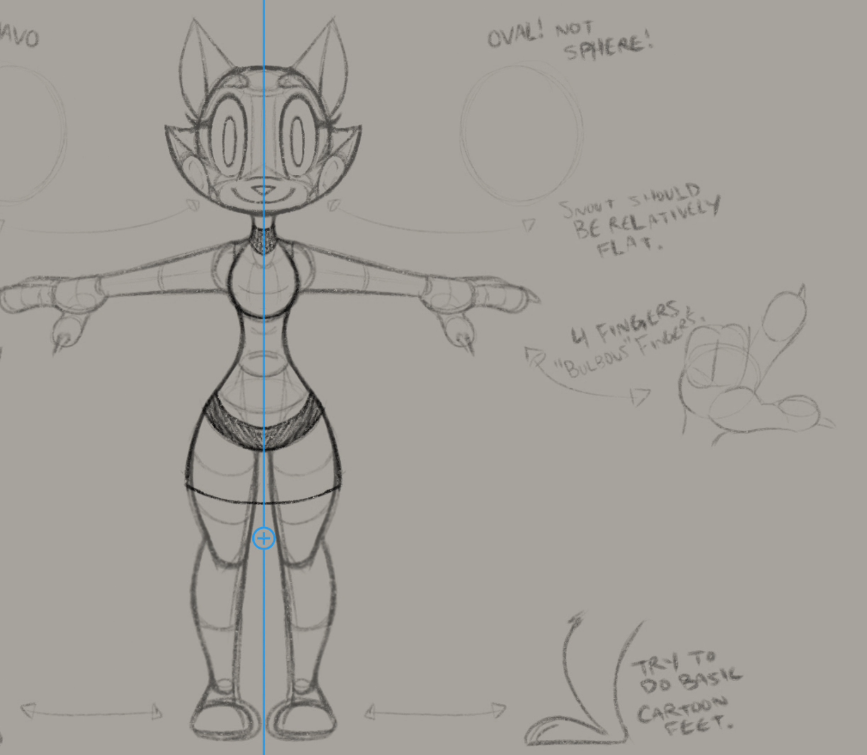 AVO
OVAL! NOT
SPHERE!
SNOUT SHOULD
BE RELATIVELY
FLAT.
4 FINGERS.
"BULBOUS" FINGERS.
TRY TO
DO BASIC
CARTOON
FEET.